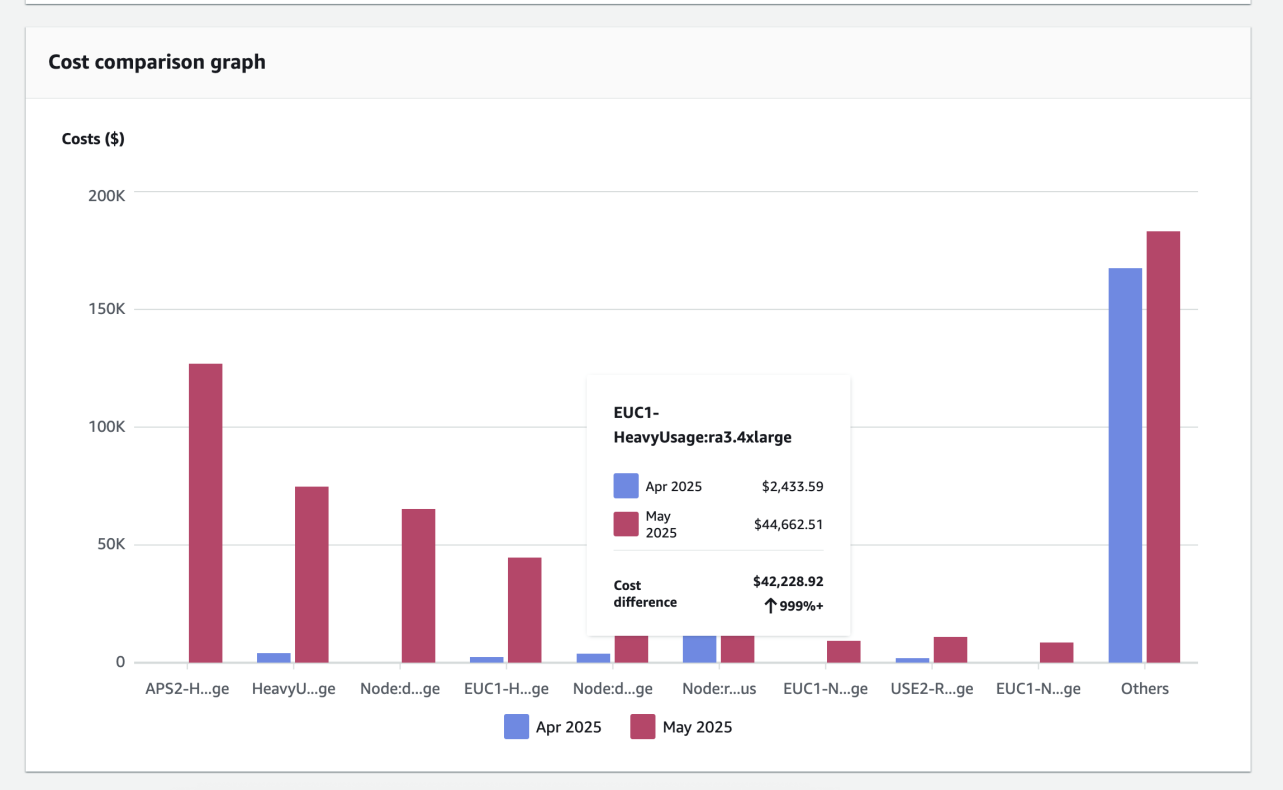 Cost comparison graph
Costs ($)
200K
150K
100K
50K
0
EUC1-
HeavyUsage:ra3.4xlarge
Apr 2025 $2,433.59
May
2025 $44,662.51
Cost
difference $42,228.92
↑999%+
APS2-H...ge HeavyU...ge Node:d...ge EUC1-H...ge Node:d...ge Node:r...us EUC1-N...ge USE2-R...ge EUC1-N...ge Others
Apr 2025 May 2025